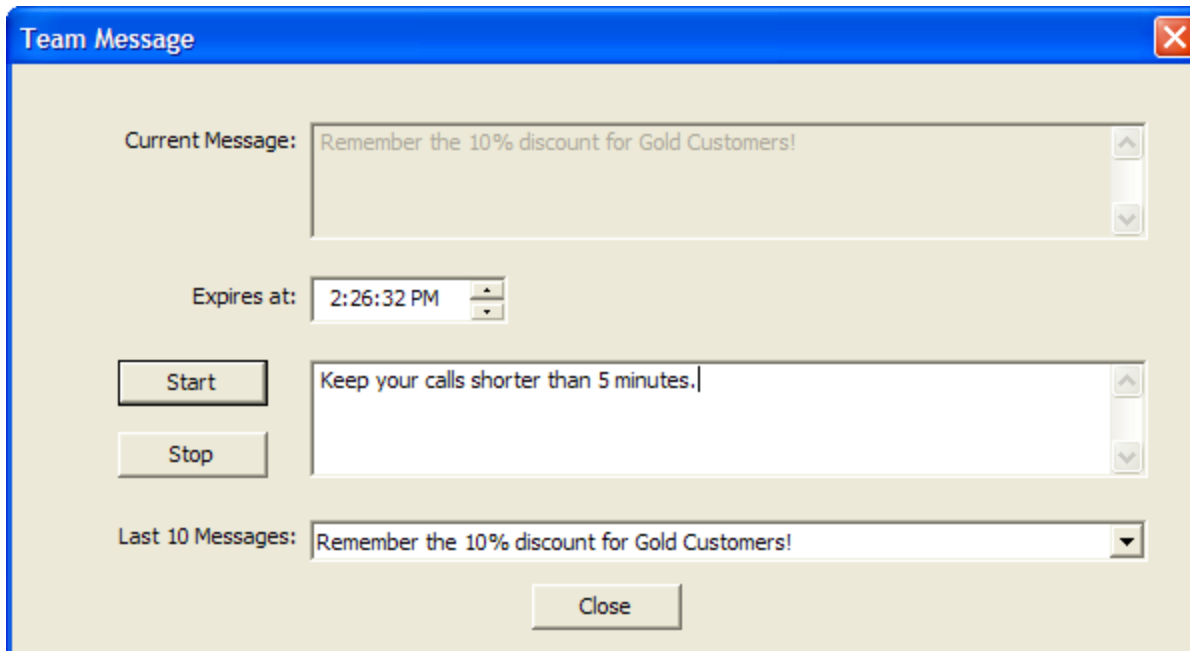 Team Message
Current Message: Remember the 10% discount for Gold Customers!
Expires at: 2:26:32 PM
Start Keep your calls shorter than 5 minutes.
Stop
Last 10 Messages: Remember the 10% discount for Gold Customers!
Close